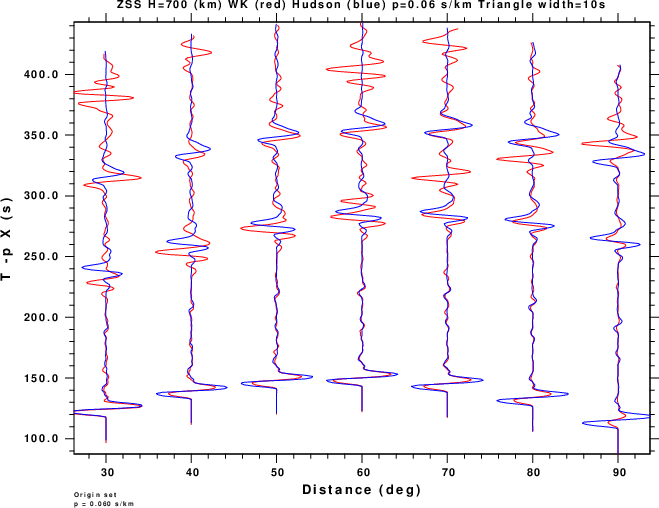 ZSS H=700 (km) WK (red) Hudson (blue) p=0.06 s/km Triangle width=10s
400.0
350.0
300.0
250.0
200.0
150.0
100.0
T -p X (s)
30 40 50 60 70 80 90
Distance (deg)
Origin set
p = 0.060 s/km